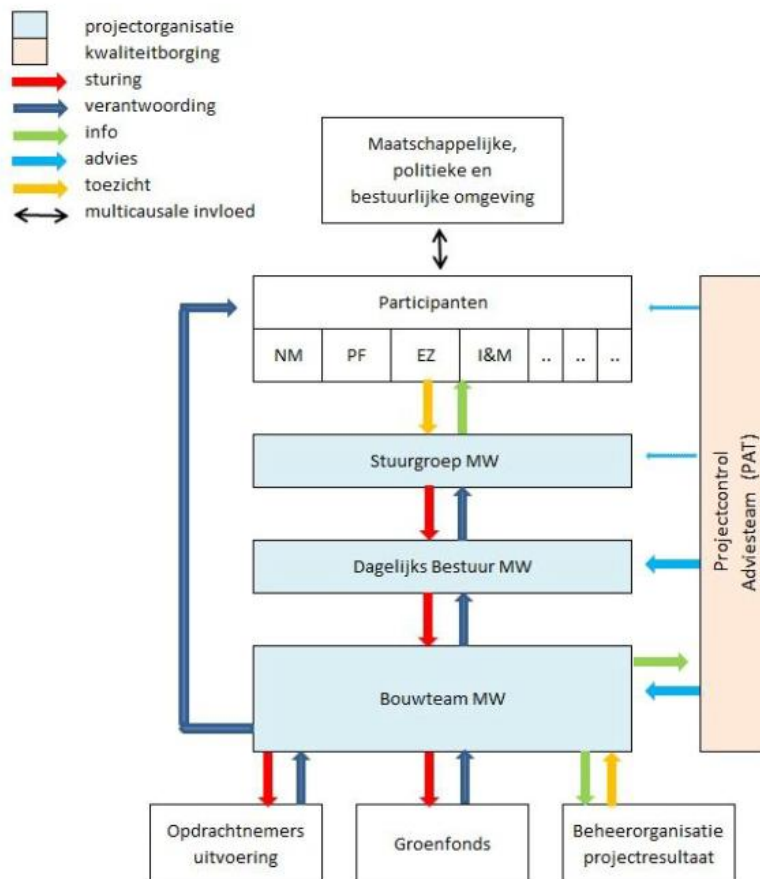 projectorganisatie
kwaliteitborging
sturing
verantwoording
info
advies
toezicht
multicausale invloed
Maatschappelijke,
politieke en
bestuurlijke omgeving
Participanten
NM PF EZ I&M .. .. ..
Stuurgroep MW
Dagelijks Bestuur MW
Bouwteam MW
Projectcontrol
Adviesteam (PAT)
Opdrachtnemers
uitvoering
Groenfonds
Beheerorganisatie
projectresultaat